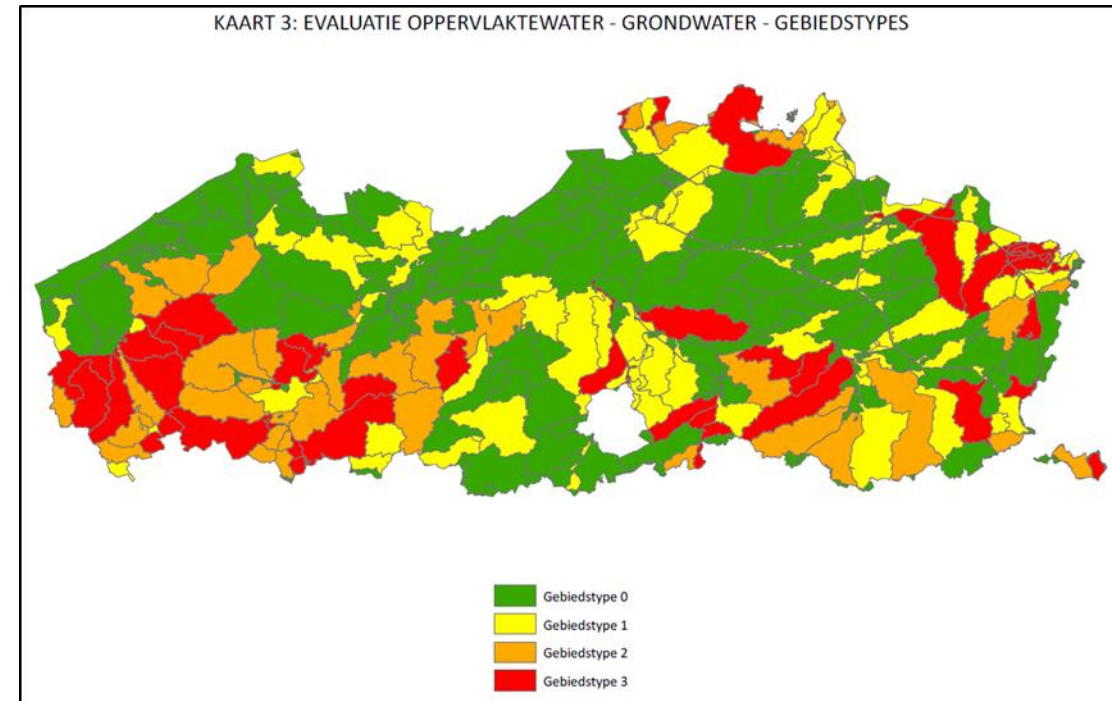 KAART 3: EVALUATIE OPPERVLAKTEWATER - GRONDWATER - GEBIEDSTYPES
Gebiedstype 0
Gebiedstype 1
Gebiedstype 2
Gebiedstype 3